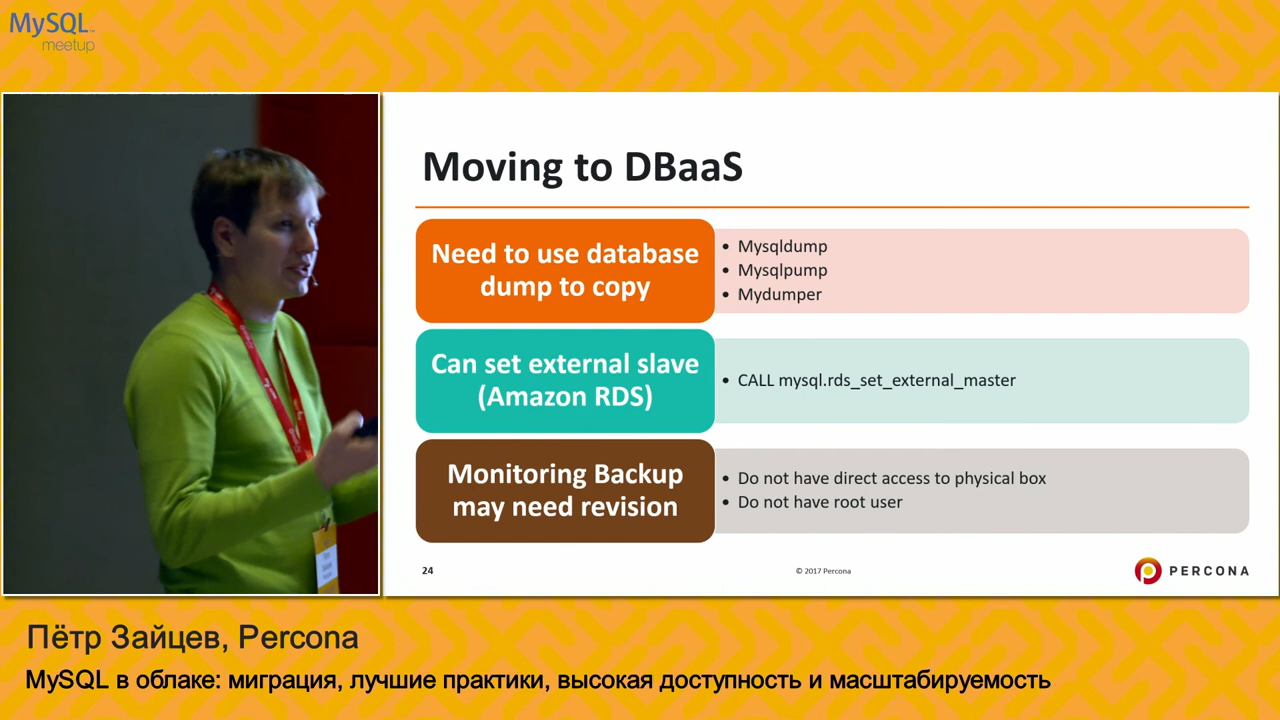 MySQL
meetup
Moving to DBaaS
Need to use database
dump to copy
• Mysqldump
• Mysqlpump
• Mydumper
Can set external slave
(Amazon RDS)
• CALL mysql.rds_set_external_master
Monitoring Backup
may need revision
• Do not have direct access to physical box
• Do not have root user
24
© 2017 Percona
PERCONA
Пётр Зайцев, Percona
MySQL в облаке: миграция, лучшие практики, высокая доступность и масштабируемость